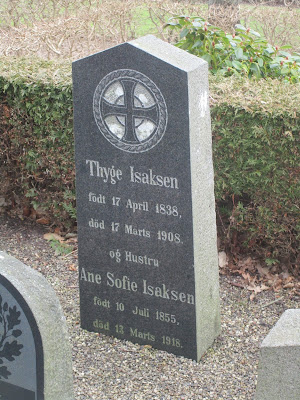 Thyge Isaksen
født 17 April 1838,
død 17 Marts 1908,
og Hustru
Ane Sofie Isaksen
født 10 Juli 1855,
død 13 Marts 1918.